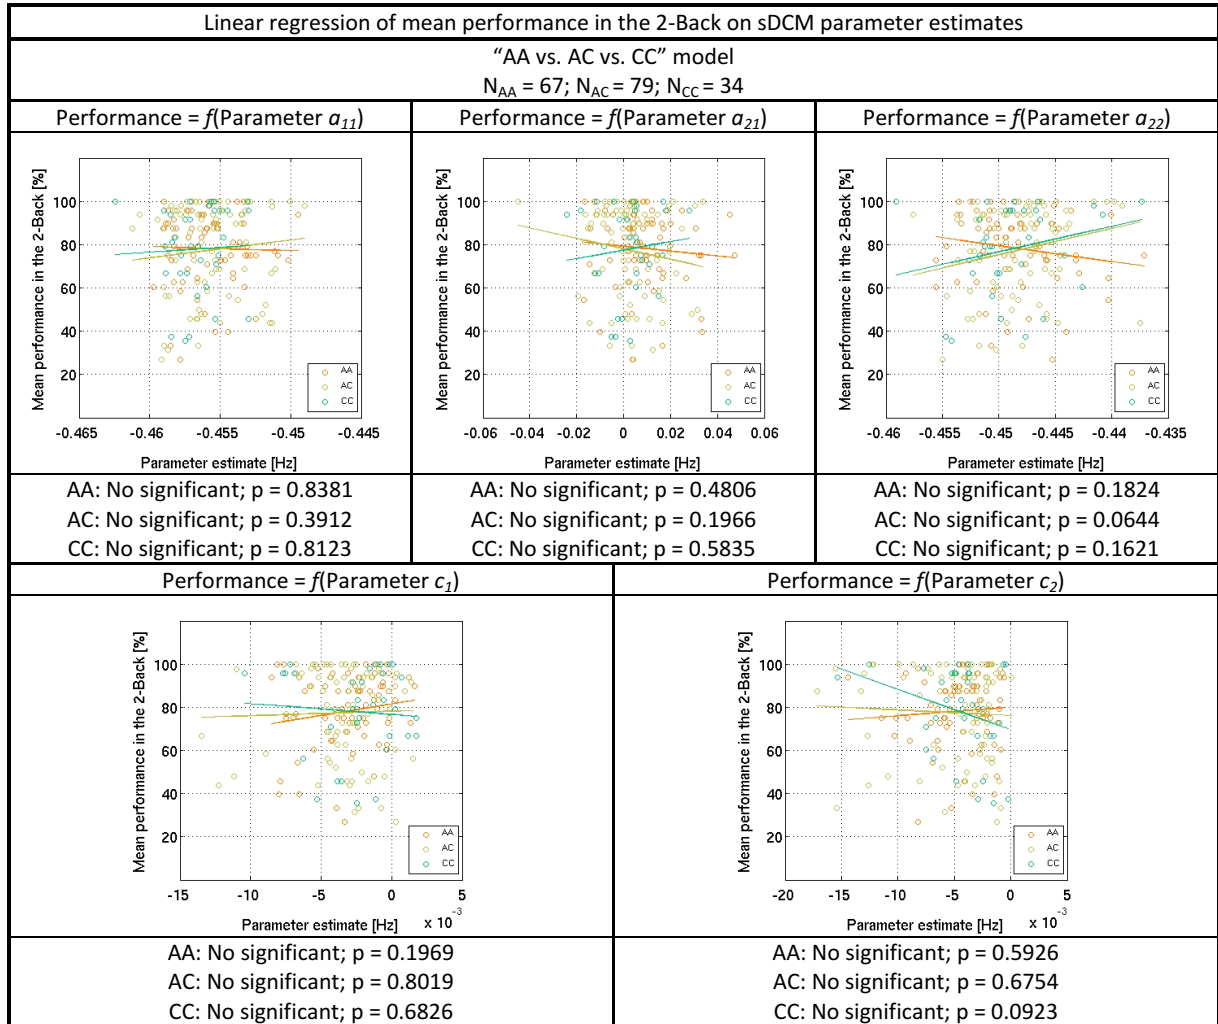 Linear regression of mean performance in the 2-Back on sDCM parameter estimates
“AA vs. AC vs. CC” model
N_AA = 67; N_AC = 79; N_CC = 34
Performance = f(Parameter a_11)
Mean performance in the 2-Back [%]
100
80
60
40
20
AA
AC
CC
-0.465 -0.46 -0.455 -0.45 -0.445
Parameter estimate [Hz]
AA: No significant; p = 0.8381
AC: No significant; p = 0.3912
CC: No significant; p = 0.8123
Performance = f(Parameter a_21)
Mean performance in the 2-Back [%]
100
80
60
40
20
AA
AC
CC
-0.06 -0.04 -0.02 0 0.02 0.04 0.06
Parameter estimate [Hz]
AA: No significant; p = 0.4806
AC: No significant; p = 0.1966
CC: No significant; p = 0.5835
Performance = f(Parameter a_22)
Mean performance in the 2-Back [%]
100
80
60
40
20
AA
AC
CC
-0.46 -0.455 -0.45 -0.445 -0.44 -0.435
Parameter estimate [Hz]
AA: No significant; p = 0.1824
AC: No significant; p = 0.0644
CC: No significant; p = 0.1621
Performance = f(Parameter c_1)
Mean performance in the 2-Back [%]
100
80
60
40
20
AA
AC
CC
-15 -10 -5 0 5
Parameter estimate [Hz] x 10^-3
AA: No significant; p = 0.1969
AC: No significant; p = 0.8019
CC: No significant; p = 0.6826
Performance = f(Parameter c_2)
Mean performance in the 2-Back [%]
100
80
60
40
20
AA
AC
CC
-20 -15 -10 -5 0 5
Parameter estimate [Hz] x 10^-3
AA: No significant; p = 0.5926
AC: No significant; p = 0.6754
CC: No significant; p = 0.0923